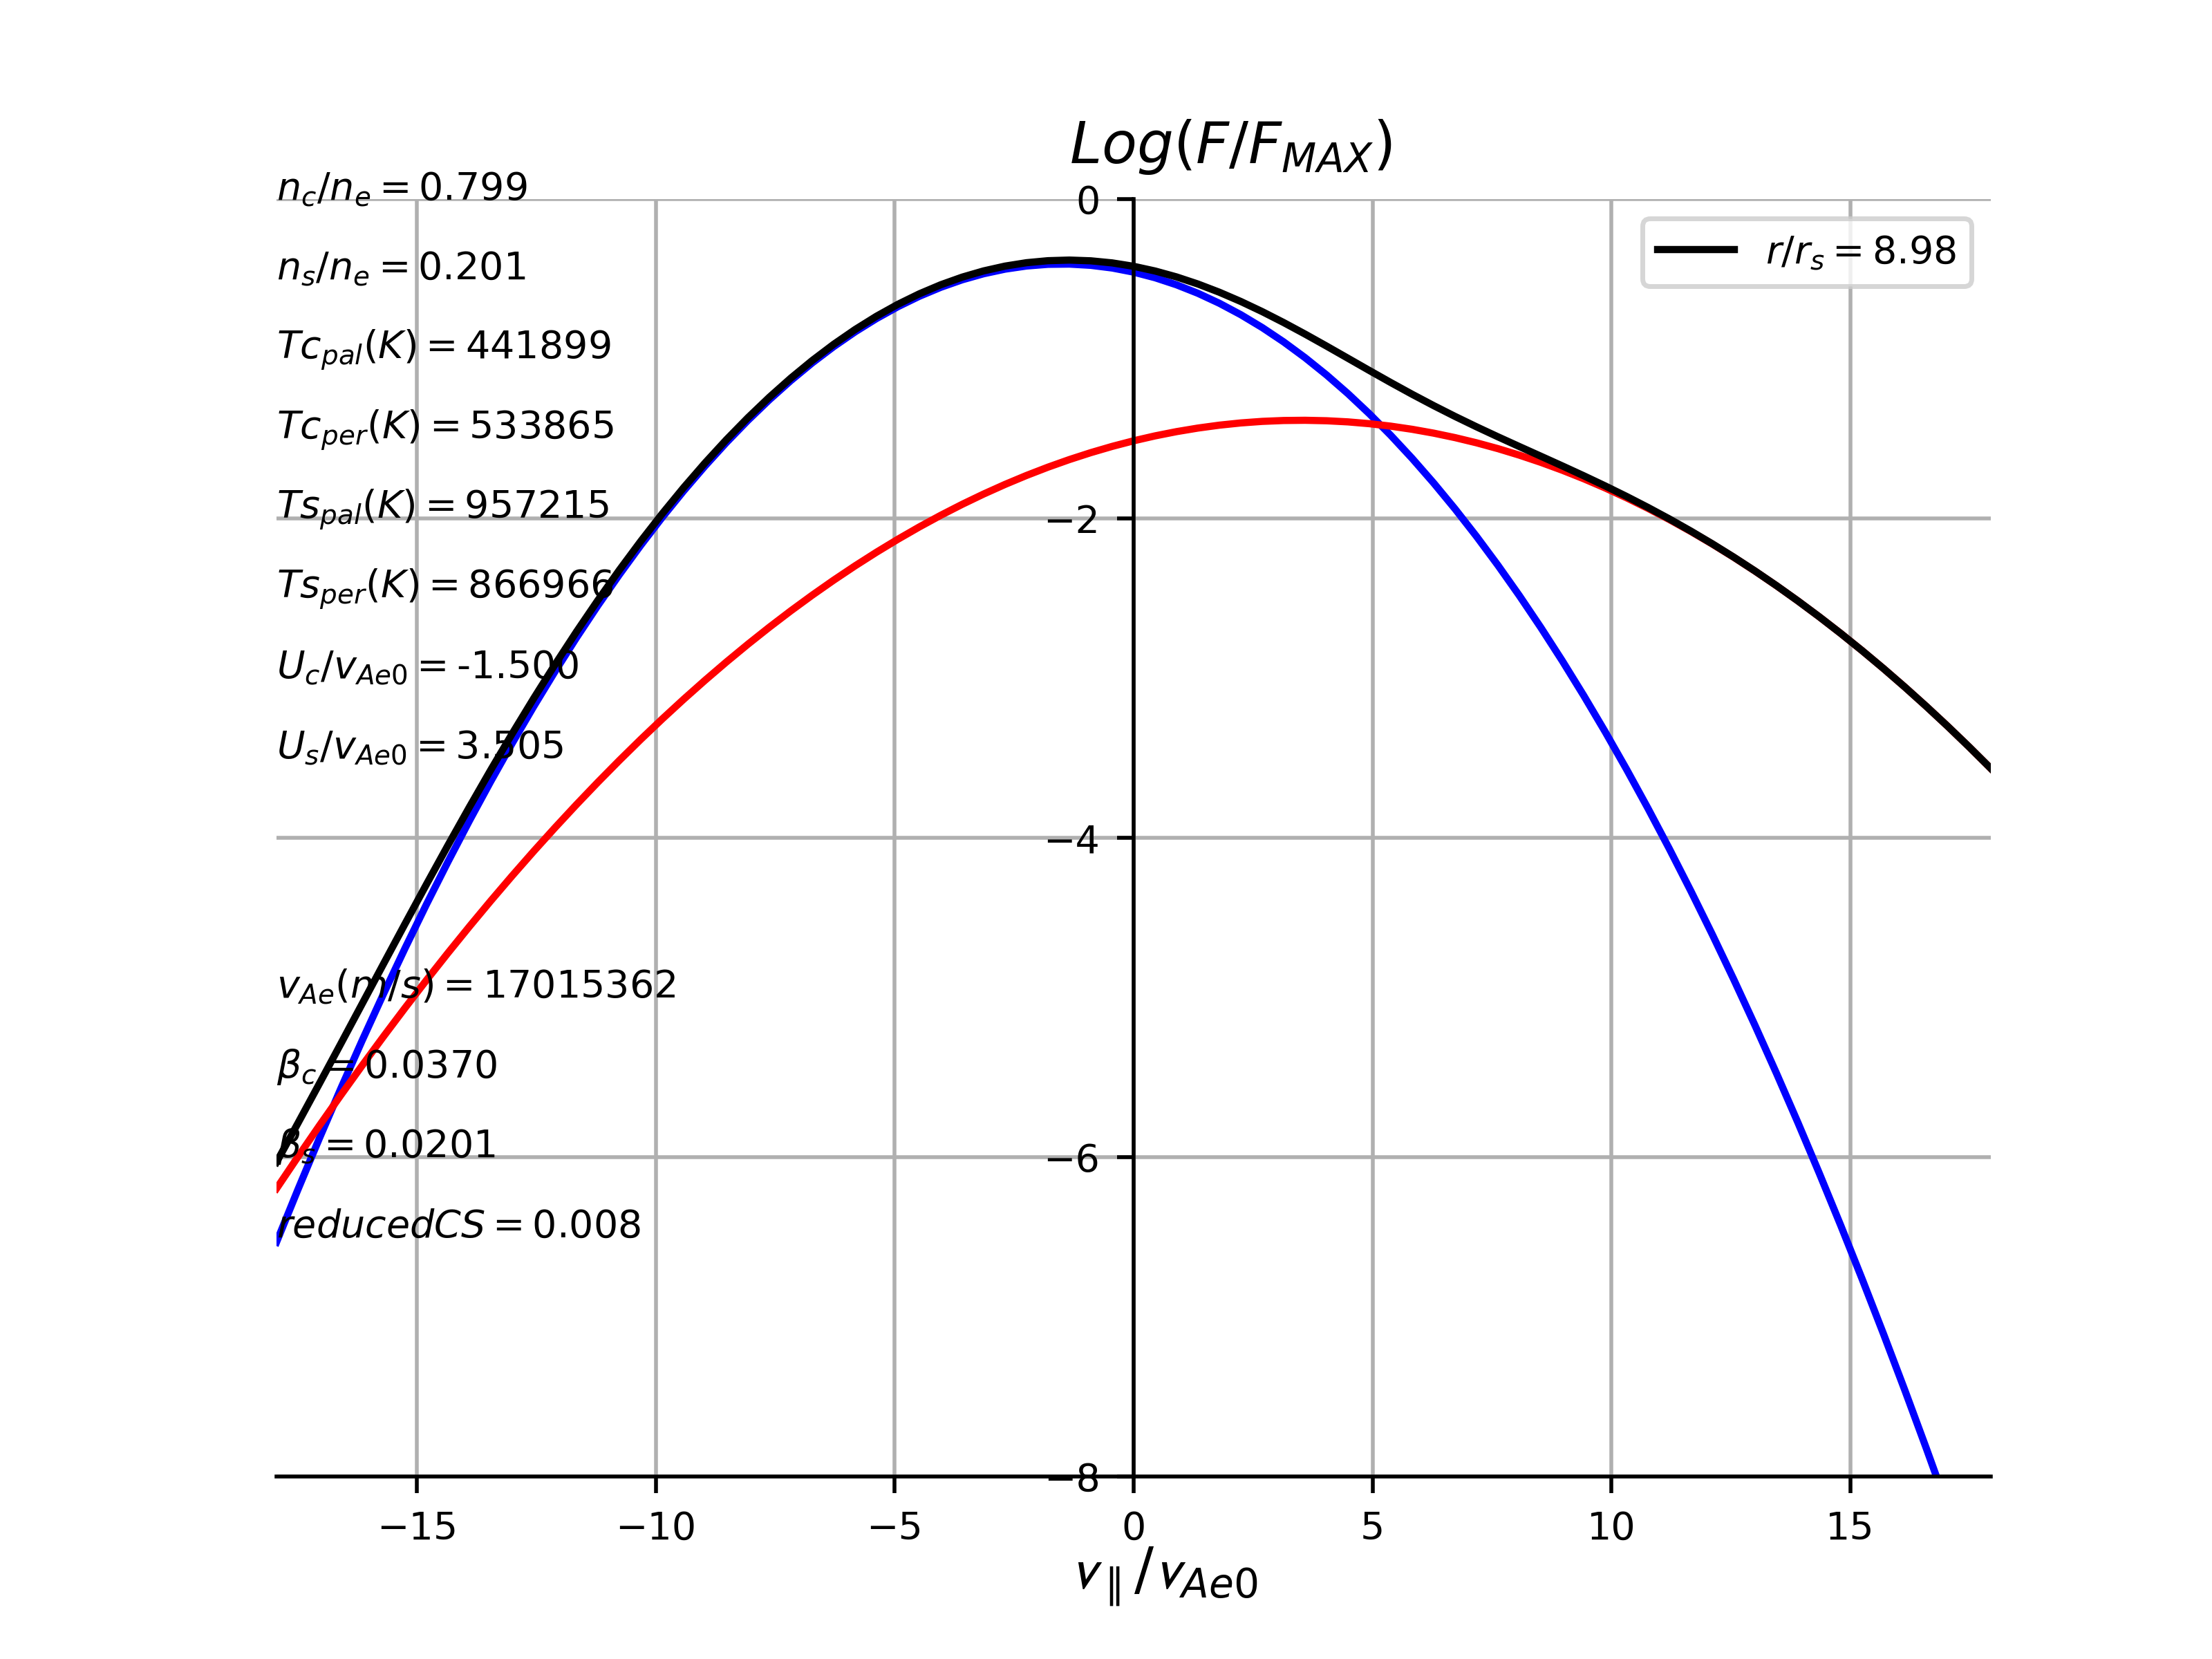 Log(F/F_MAX)
n_c/n_e = 0.799
n_s/n_e = 0.201
Tc_pal(K) = 441899
Tc_per(K) = 533865
Ts_pal(K) = 957215
Ts_per(K) = 866966
U_c/v_Ae0 = -1.500
U_s/v_Ae0 = 3.505
v_Ae(m/s) = 17015362
β_c = 0.0370
β_s = 0.0201
reducedCS = 0.008
r/r_s = 8.98
0
−2
−4
−6
−8
−15 −10 −5 0 5 10 15
v_∥/v_Ae0